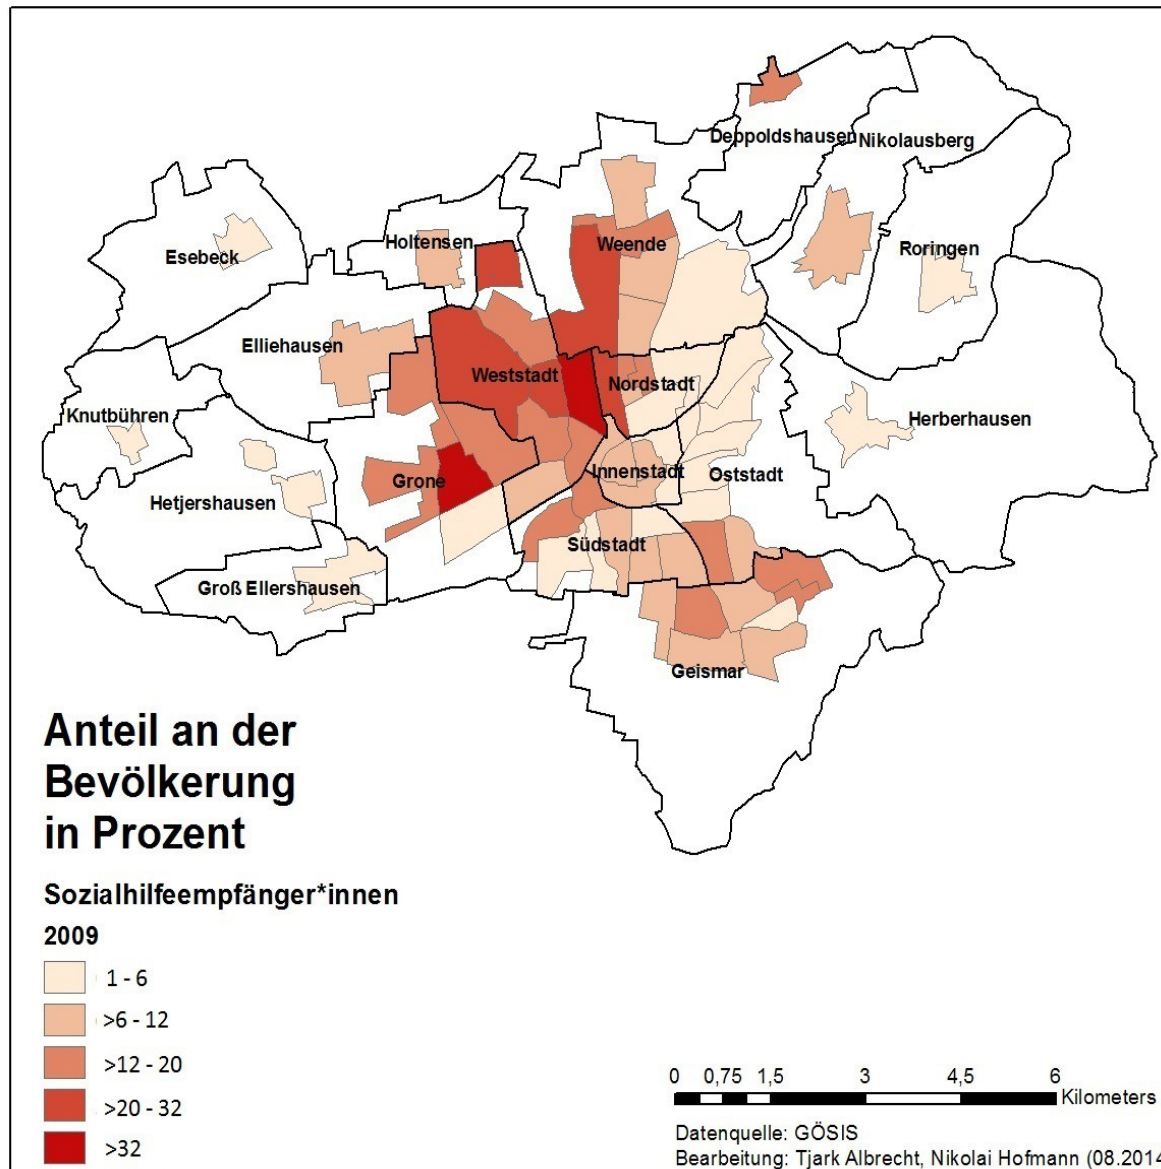 Deppoldshausen
Nikolausberg
Holtensen
Weende
Roringen
Esebeck
Elliehausen
Weststadt
Nordstadt
Knutbühren
Herberhausen
Grone
Innenstadt
Oststadt
Hetjershausen
Südstadt
Groß Ellershausen
Geismar
Anteil an der
Bevölkerung
in Prozent
Sozialhilfeempfänger*innen
2009
1 - 6
>6 - 12
>12 - 20
>20 - 32
>32
0 0,75 1,5 3 4,5 6
Kilometers
Datenquelle: GÖSIS
Bearbeitung: Tjark Albrecht, Nikolai Hofmann (08.2014